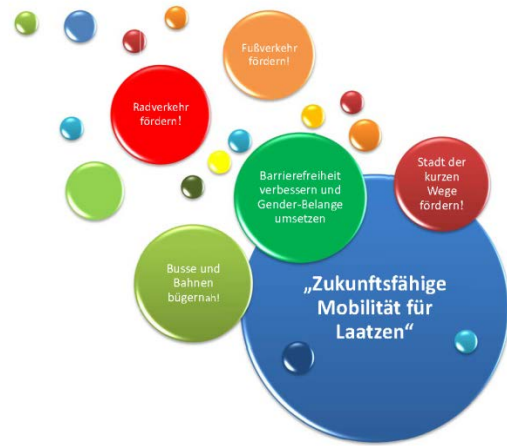 Fußverkehr
fördern!
Radverkehr
fördern!
Barrierefreiheit
verbessern und
Gender-Belange
umsetzen
Stadt der
kurzen
Wege
fördern!
Busse und
Bahnen
bügernah!
„Zukunftsfähige
Mobilität für
Laatzen“